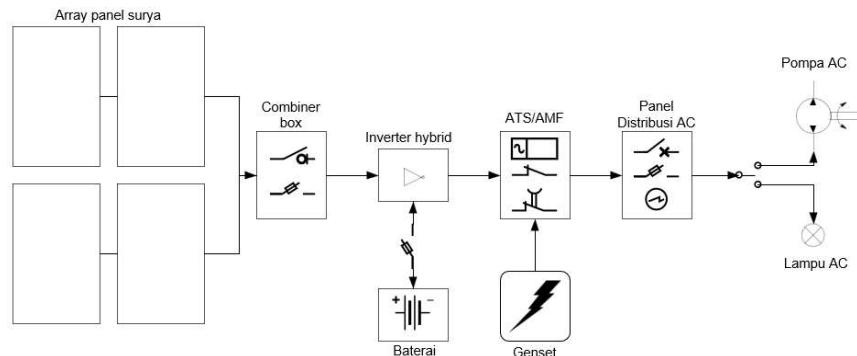 Array panel surya
Combiner
box
Inverter hybrid
ATS/AMF
Panel
Distribusi AC
Pompa AC
Lampu AC
+ −
Baterai
Genset